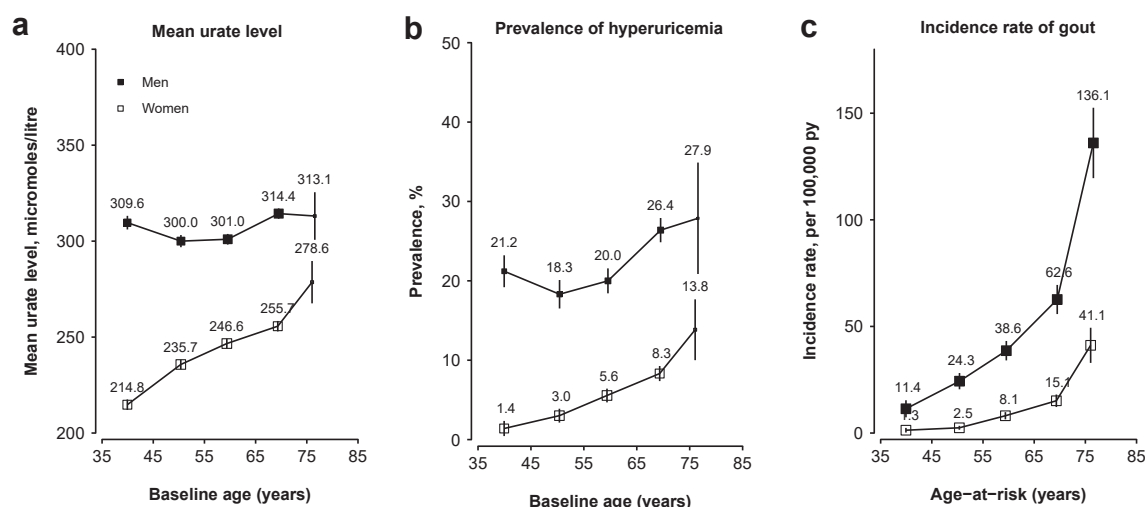 a
Mean urate level
400
350
300
250
200
Mean urate level, micromoles/litre
Men
Women
309.6
300.0
301.0
314.4
313.1
278.6
255.7
246.6
235.7
214.8
35 45 55 65 75 85
Baseline age (years)
b
Prevalence of hyperuricemia
50
40
30
20
10
0
Prevalence, %
21.2
18.3
20.0
26.4
27.9
13.8
8.3
5.6
3.0
1.4
35 45 55 65 75 85
Baseline age (years)
c
Incidence rate of gout
150
100
50
0
Incidence rate, per 100,000 py
136.1
62.6
38.6
24.3
11.4
41.1
15.1
8.1
2.5
1.3
35 45 55 65 75 85
Age−at−risk (years)